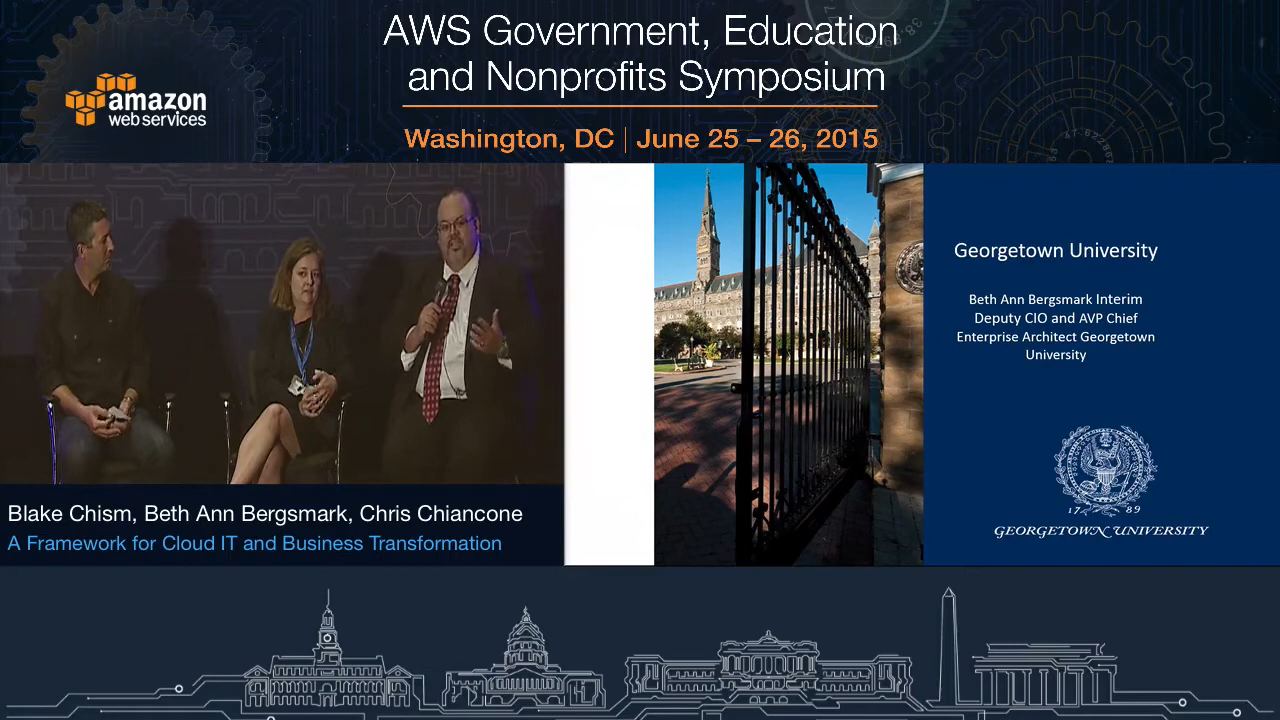 AWS Government, Education
and Nonprofits Symposium
amazon
web services
Washington, DC | June 25 – 26, 2015
Georgetown University
Beth Ann Bergsmark Interim
Deputy CIO and AVP Chief
Enterprise Architect Georgetown
University
17 89
GEORGETOWN UNIVERSITY
Blake Chism, Beth Ann Bergsmark, Chris Chiancone
A Framework for Cloud IT and Business Transformation